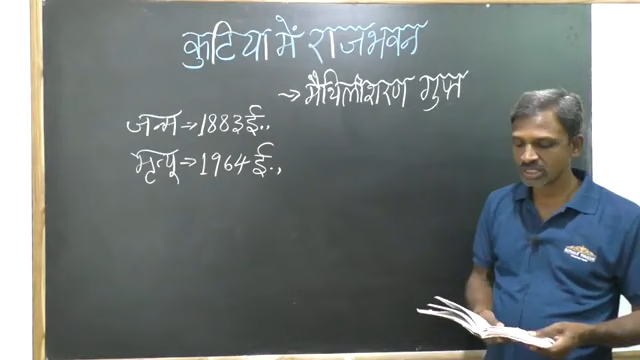 कुटिया में राजभवन
→ मैथिलीशरण गुप्त
जन्म → 1883 ई.,
मृत्यू → 1964 ई.,